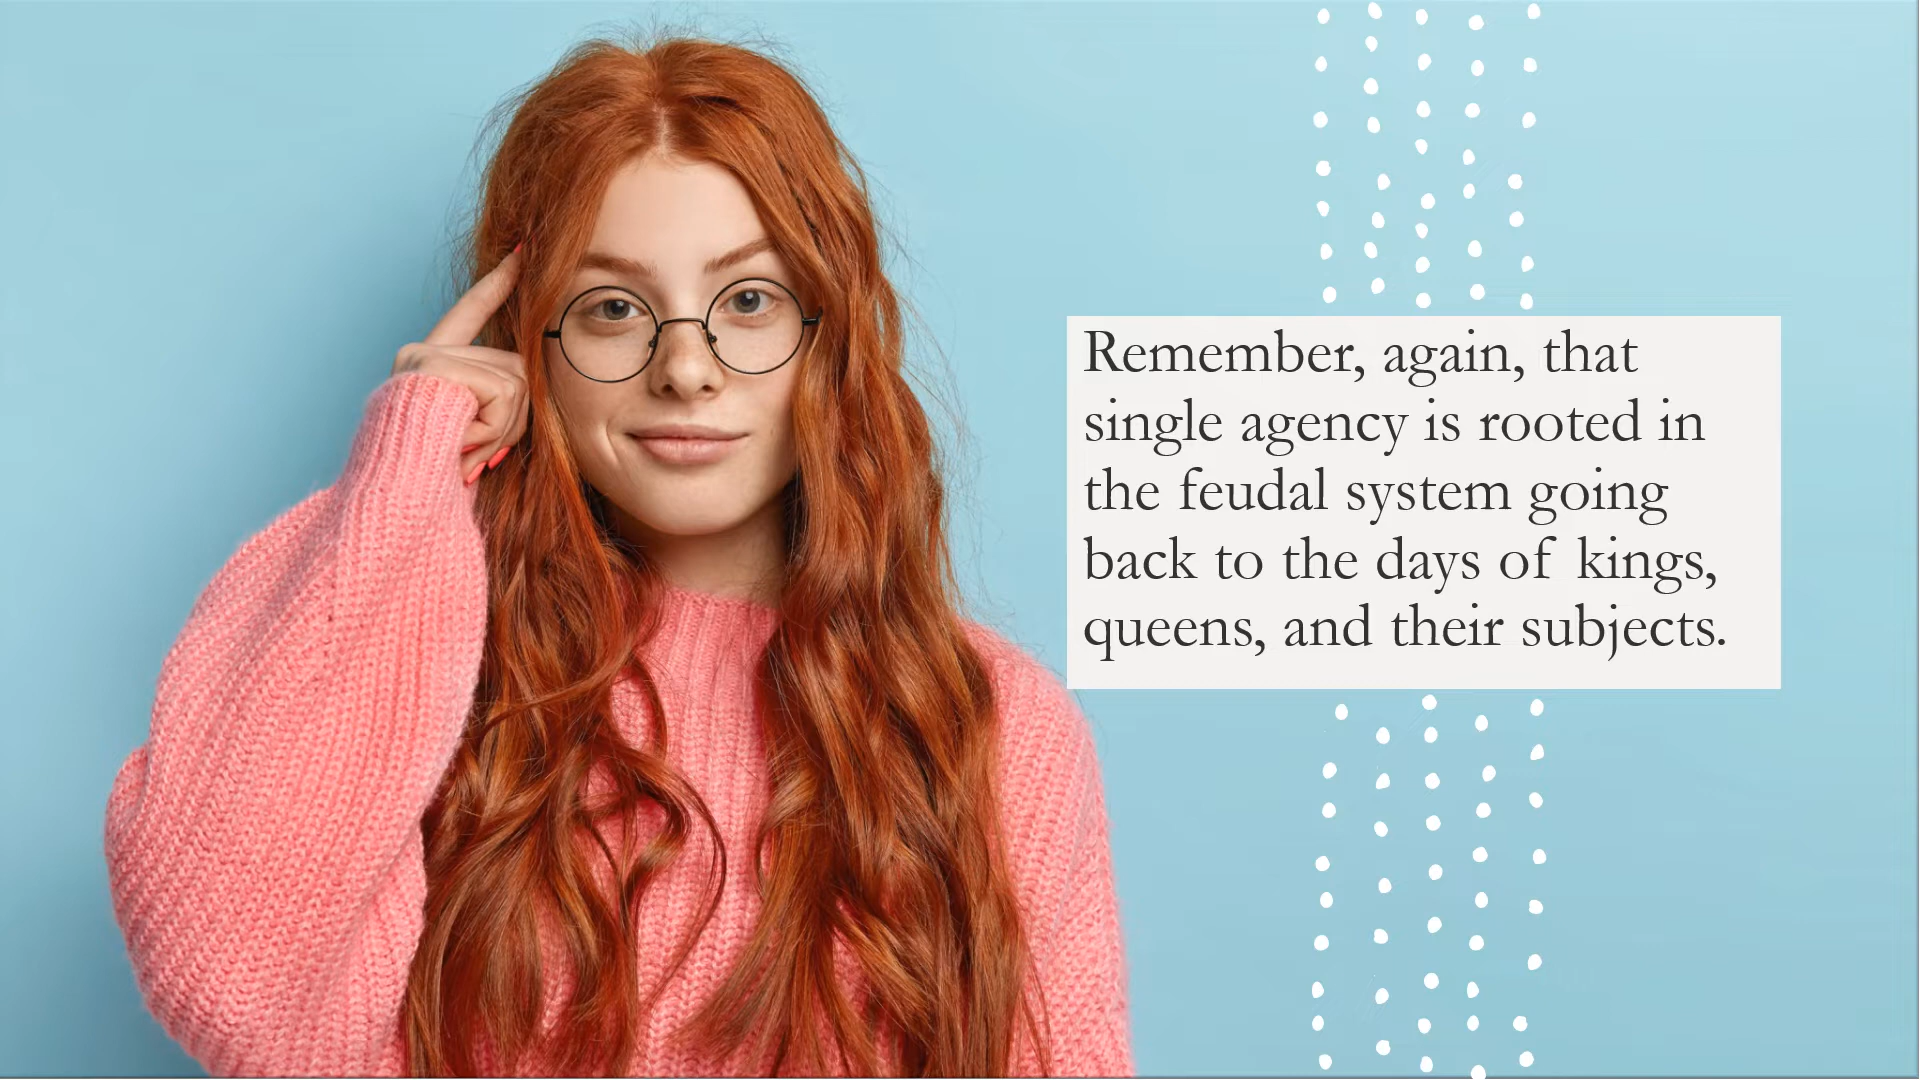 Remember, again, that
single agency is rooted in
the feudal system going
back to the days of kings,
queens, and their subjects.